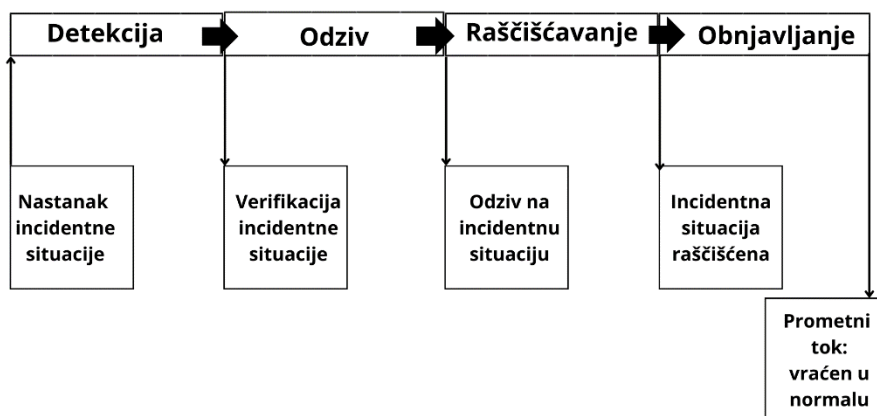 Detekcija
Odziv
Raščišćavanje
Obnjavljanje
Nastanak
incidentne
situacije
Verifikacija
incidentne
situacije
Odziv na
incidentnu
situaciju
Incidentna
situacija
raščišćena
Prometni
tok:
vraćen u
normalu